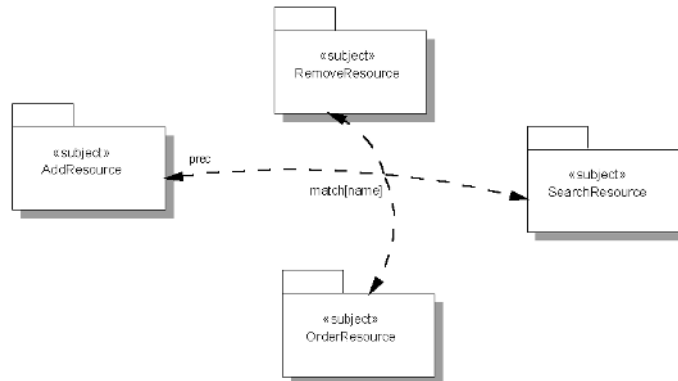 «subject»
RemoveResource
«subject»
AddResource
prec
«subject»
SearchResource
match[name]
«subject»
OrderResource